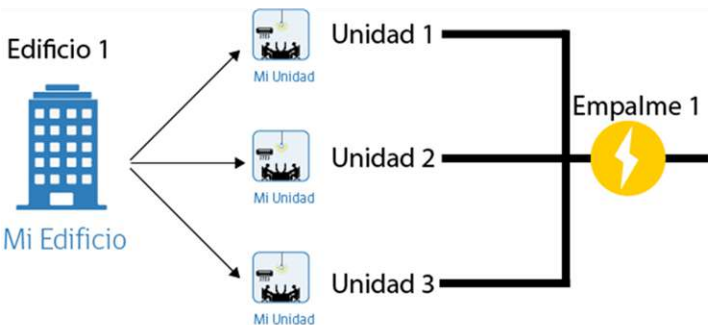 Edificio 1
Mi Edificio
Mi Unidad
Unidad 1
Mi Unidad
Unidad 2
Mi Unidad
Unidad 3
Empalme 1